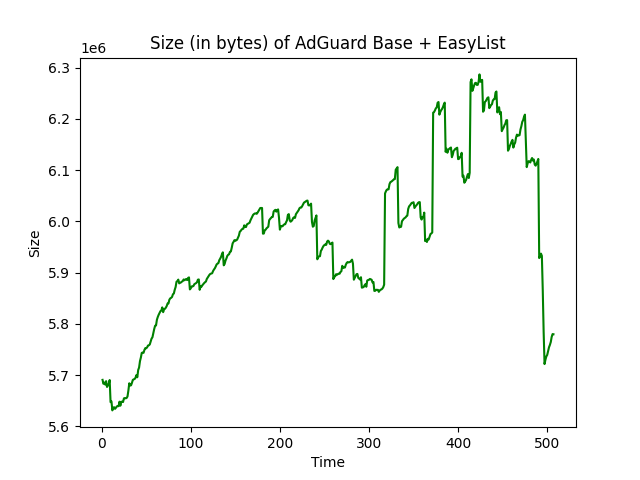 Size (in bytes) of AdGuard Base + EasyList
1e6
6.3
6.2
6.1
6.0
5.9
5.8
5.7
5.6
Size
0 100 200 300 400 500
Time